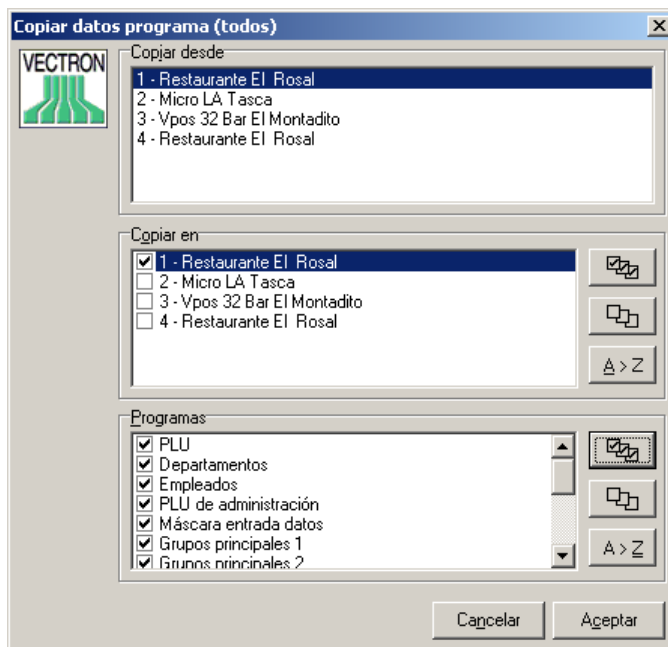 Copiar datos programa (todos)
VECTRON
Copiar desde
1 - Restaurante El  Rosal
2 - Micro LA Tasca
3 - Vpos 32 Bar El Montadito
4 - Restaurante El  Rosal
Copiar en
1 - Restaurante El  Rosal
2 - Micro LA Tasca
3 - Vpos 32 Bar El Montadito
4 - Restaurante El  Rosal
A > Z
Programas
PLU
Departamentos
Empleados
PLU de administración
Máscara entrada datos
Grupos principales 1
Grupos principales 2
A > Z
Cancelar
Aceptar